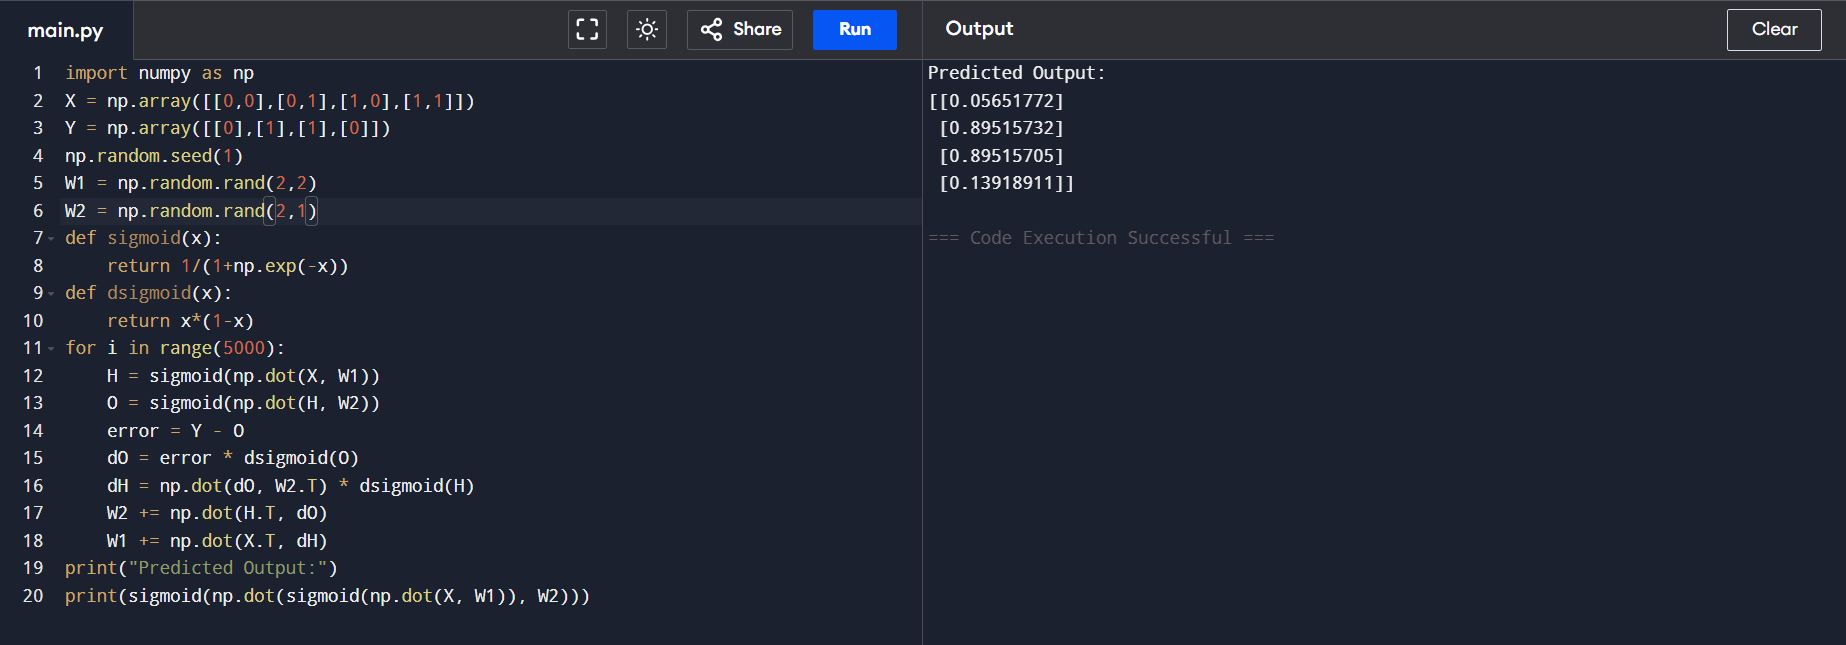 main.py
Share
Run
Output
Clear
1 import numpy as np
2 X = np.array([[0,0],[0,1],[1,0],[1,1]])
3 Y = np.array([[0],[1],[1],[0]])
4 np.random.seed(1)
5 W1 = np.random.rand(2,2)
6 W2 = np.random.rand(2,1)
7 def sigmoid(x):
8     return 1/(1+np.exp(-x))
9 def dsigmoid(x):
10     return x*(1-x)
11 for i in range(5000):
12     H = sigmoid(np.dot(X, W1))
13     O = sigmoid(np.dot(H, W2))
14     error = Y - O
15     dO = error * dsigmoid(O)
16     dH = np.dot(dO, W2.T) * dsigmoid(H)
17     W2 += np.dot(H.T, dO)
18     W1 += np.dot(X.T, dH)
19 print("Predicted Output:")
20 print(sigmoid(np.dot(sigmoid(np.dot(X, W1)), W2)))
Predicted Output:
[[0.05651772]
 [0.89515732]
 [0.89515705]
 [0.13918911]]
=== Code Execution Successful ===